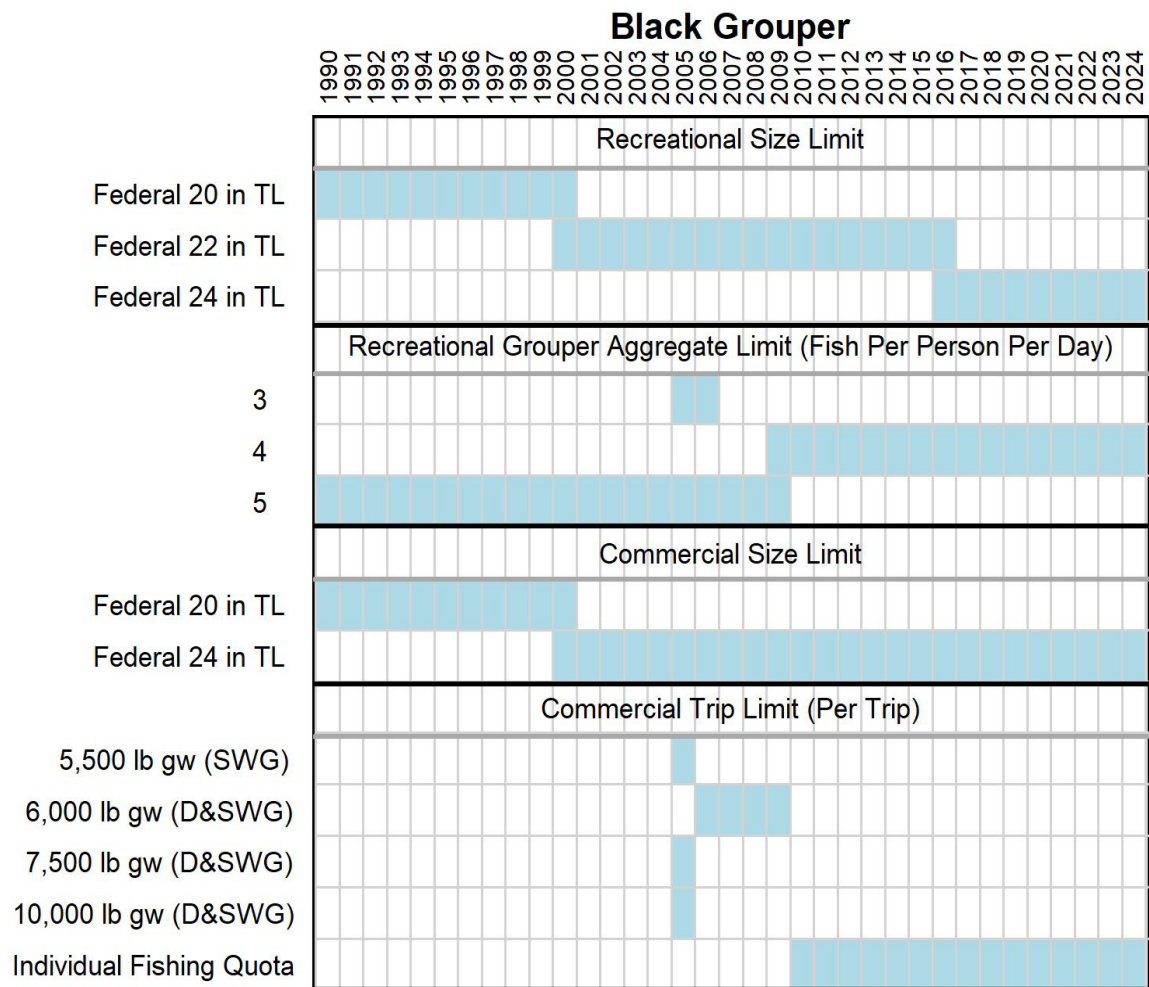 Black Grouper
1990 1991 1992 1993 1994 1995 1996 1997 1998 1999 2000 2001 2002 2003 2004 2005 2006 2007 2008 2009 2010 2011 2012 2013 2014 2015 2016 2017 2018 2019 2020 2021 2022 2023 2024
Recreational Size Limit
Federal 20 in TL
Federal 22 in TL
Federal 24 in TL
Recreational Grouper Aggregate Limit (Fish Per Person Per Day)
3
4
5
Commercial Size Limit
Federal 20 in TL
Federal 24 in TL
Commercial Trip Limit (Per Trip)
5,500 lb gw (SWG)
6,000 lb gw (D&SWG)
7,500 lb gw (D&SWG)
10,000 lb gw (D&SWG)
Individual Fishing Quota